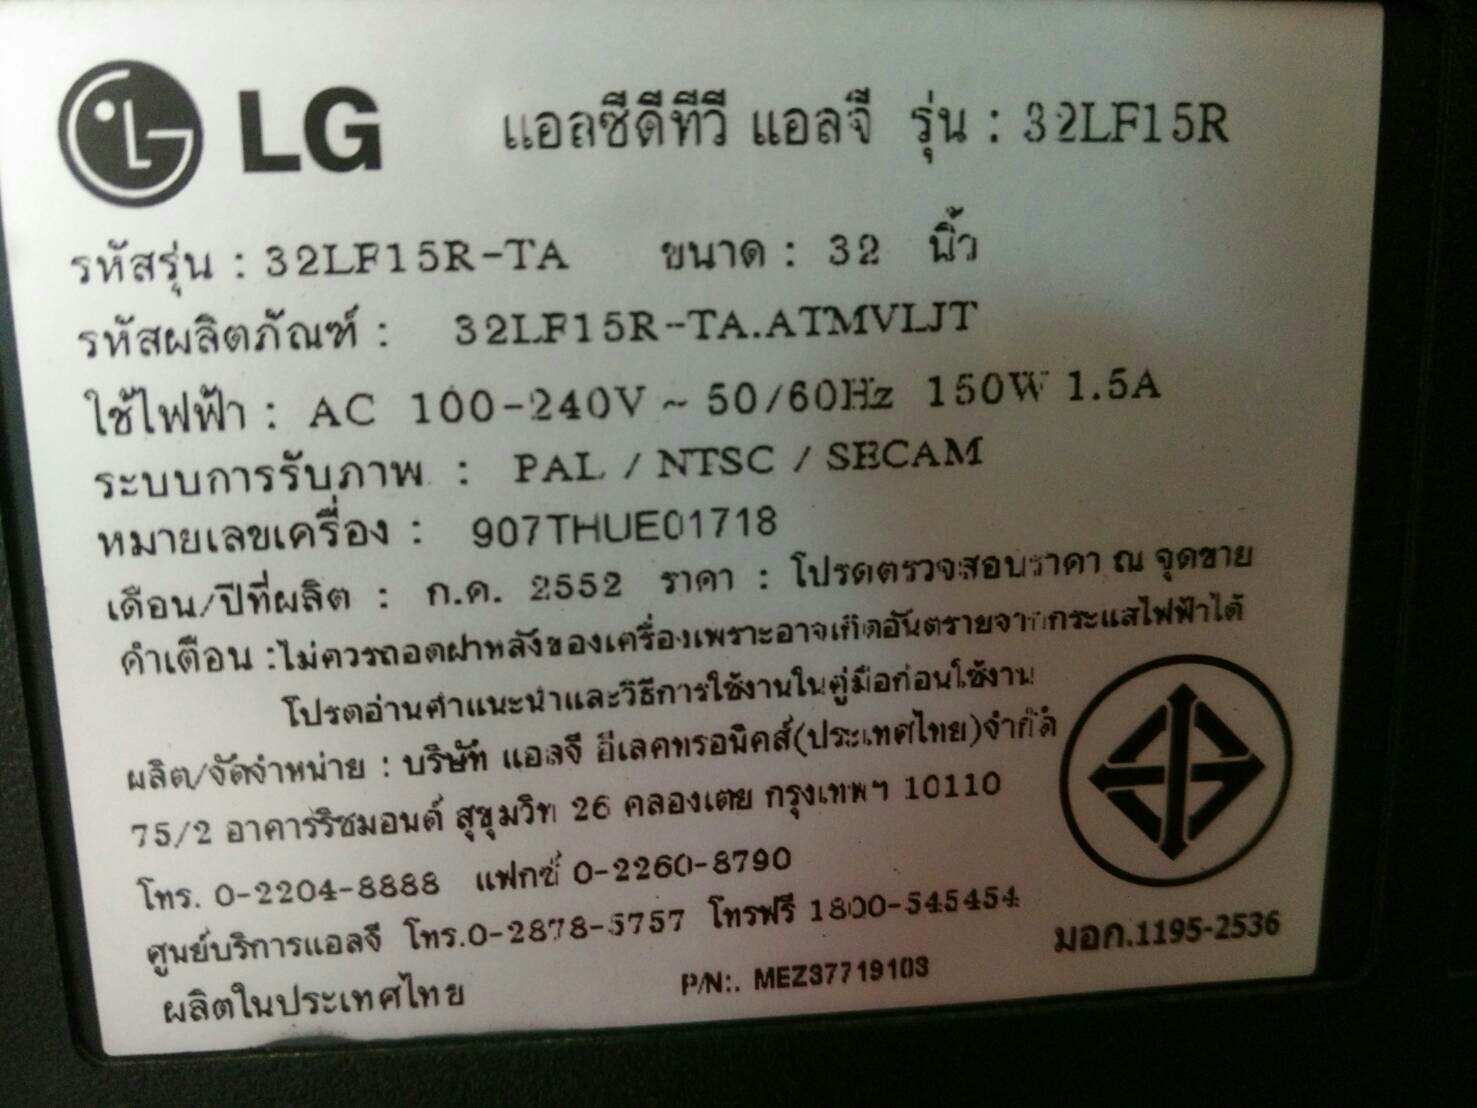 LG แอลซีดีทีวี แอลจี รุ่น : 32LF15R
รหัสรุ่น : 32LF15R-TA ขนาด : 32 นิ้ว
รหัสผลิตภัณฑ์ : 32LF15R-TA.ATMVLJT
ใช้ไฟฟ้า : AC 100-240V ~ 50/60Hz 150W 1.5A
ระบบการรับภาพ : PAL / NTSC / SECAM
หมายเลขเครื่อง : 907THUE01718
เดือน/ปีที่ผลิต : ก.ค. 2552 ราคา : โปรดตรวจสอบราคา ณ จุดขาย
คำเตือน :ไม่ควรถอดฝาหลังของเครื่องเพราะอาจเกิดอันตรายจากกระแสไฟฟ้าได้
โปรดอ่านคำแนะนำและวิธีการใช้งานในคู่มือก่อนใช้งาน
ผลิต/จัดจำหน่าย : บริษัท แอลจี อีเลคทรอนิคส์(ประเทศไทย)จำกัด
75/2 อาคารริชมอนด์ สุขุมวิท 26 คลองเตย กรุงเทพฯ 10110
โทร. 0-2204-8888 แฟกซ์ 0-2260-8790
ศูนย์บริการแอลจี โทร.0-2878-5757 โทรฟรี 1800-545454
มอก.1195-2536
ผลิตในประเทศไทย P/N:. MEZ37719103